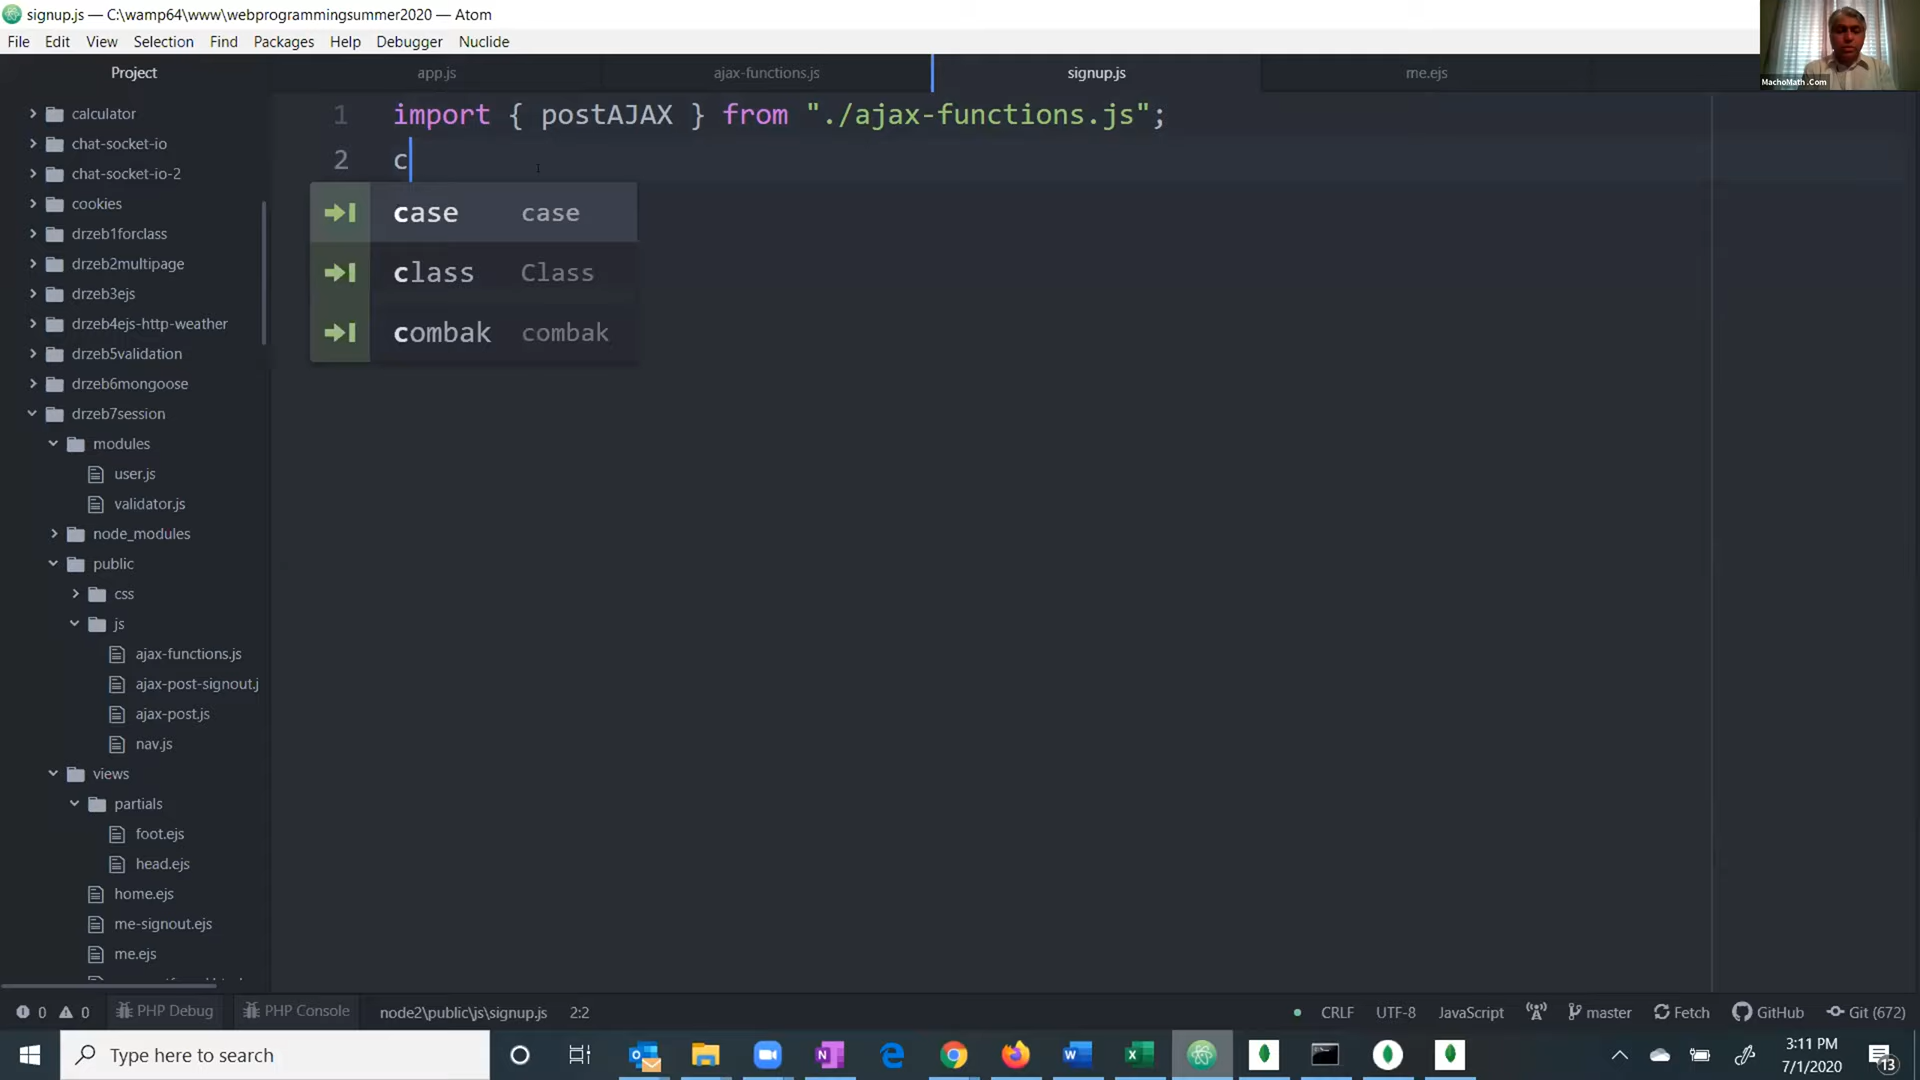 signup.js — C:\wamp64\www\webprogrammingsummer2020 — Atom
File Edit View Selection Find Packages Help Debugger Nuclide
MachoMath.Com
Project
app.js ajax-functions.js signup.js me.ejs
calculator
chat-socket-io
chat-socket-io-2
cookies
drzeb1forclass
drzeb2multipage
drzeb3ejs
drzeb4ejs-http-weather
drzeb5validation
drzeb6mongoose
drzeb7session
modules
user.js
validator.js
node_modules
public
css
js
ajax-functions.js
ajax-post-signout.j
ajax-post.js
nav.js
views
partials
foot.ejs
head.ejs
home.ejs
me-signout.ejs
me.ejs
1 import { postAJAX } from "./ajax-functions.js";
2 c
case case
class Class
combak combak
0 0 PHP Debug PHP Console node2\public\js\signup.js 2:2 CRLF UTF-8 JavaScript master Fetch GitHub Git (672)
Type here to search
3:11 PM
7/1/2020
13